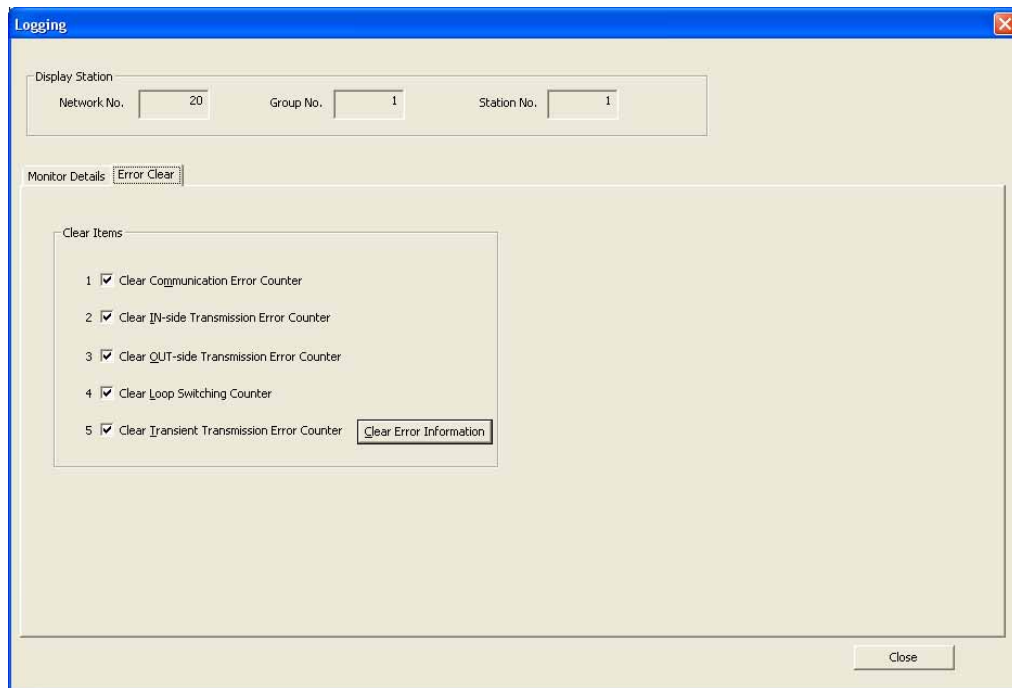 Logging
Display Station
Network No. 20 Group No. 1 Station No. 1
Monitor Details Error Clear
Clear Items
1 Clear Communication Error Counter
2 Clear IN-side Transmission Error Counter
3 Clear OUT-side Transmission Error Counter
4 Clear Loop Switching Counter
5 Clear Transient Transmission Error Counter Clear Error Information
Close